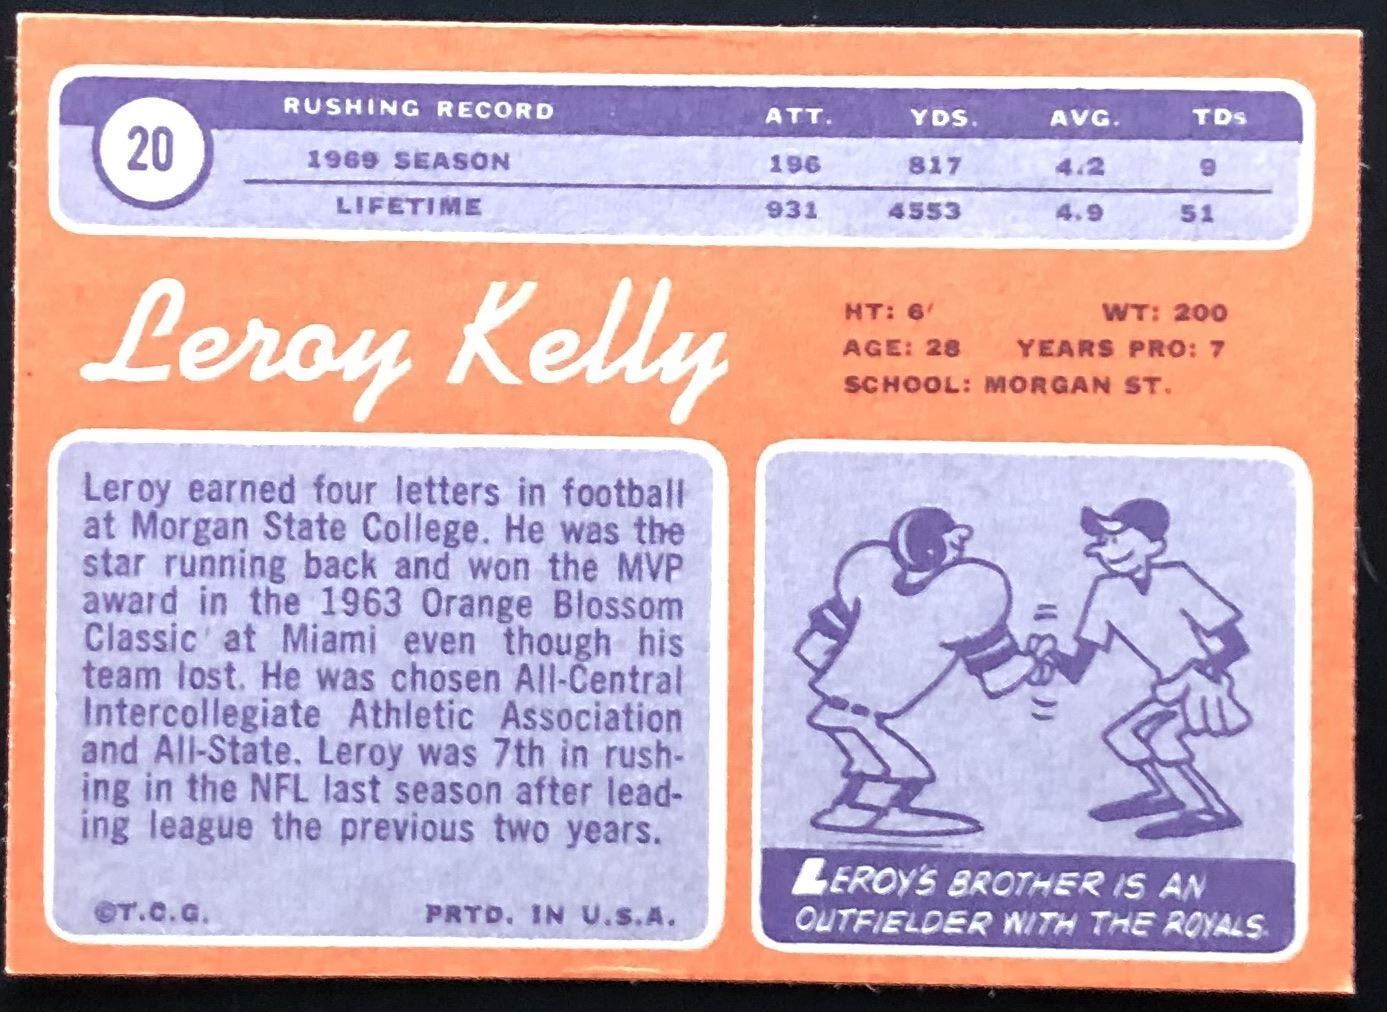 20
RUSHING RECORD ATT. YDS. AVG. TDs
1969 SEASON 196 817 4.2 9
LIFETIME 931 4553 4.9 51
Leroy Kelly
HT: 6' WT: 200
AGE: 28 YEARS PRO: 7
SCHOOL: MORGAN ST.
Leroy earned four letters in football
at Morgan State College. He was the
star running back and won the MVP
award in the 1963 Orange Blossom
Classic at Miami even though his
team lost. He was chosen All-Central
Intercollegiate Athletic Association
and All-State. Leroy was 7th in rush-
ing in the NFL last season after lead-
ing league the previous two years.
©T.C.G. PRTD. IN U.S.A.
LEROY'S BROTHER IS AN
OUTFIELDER WITH THE ROYALS.